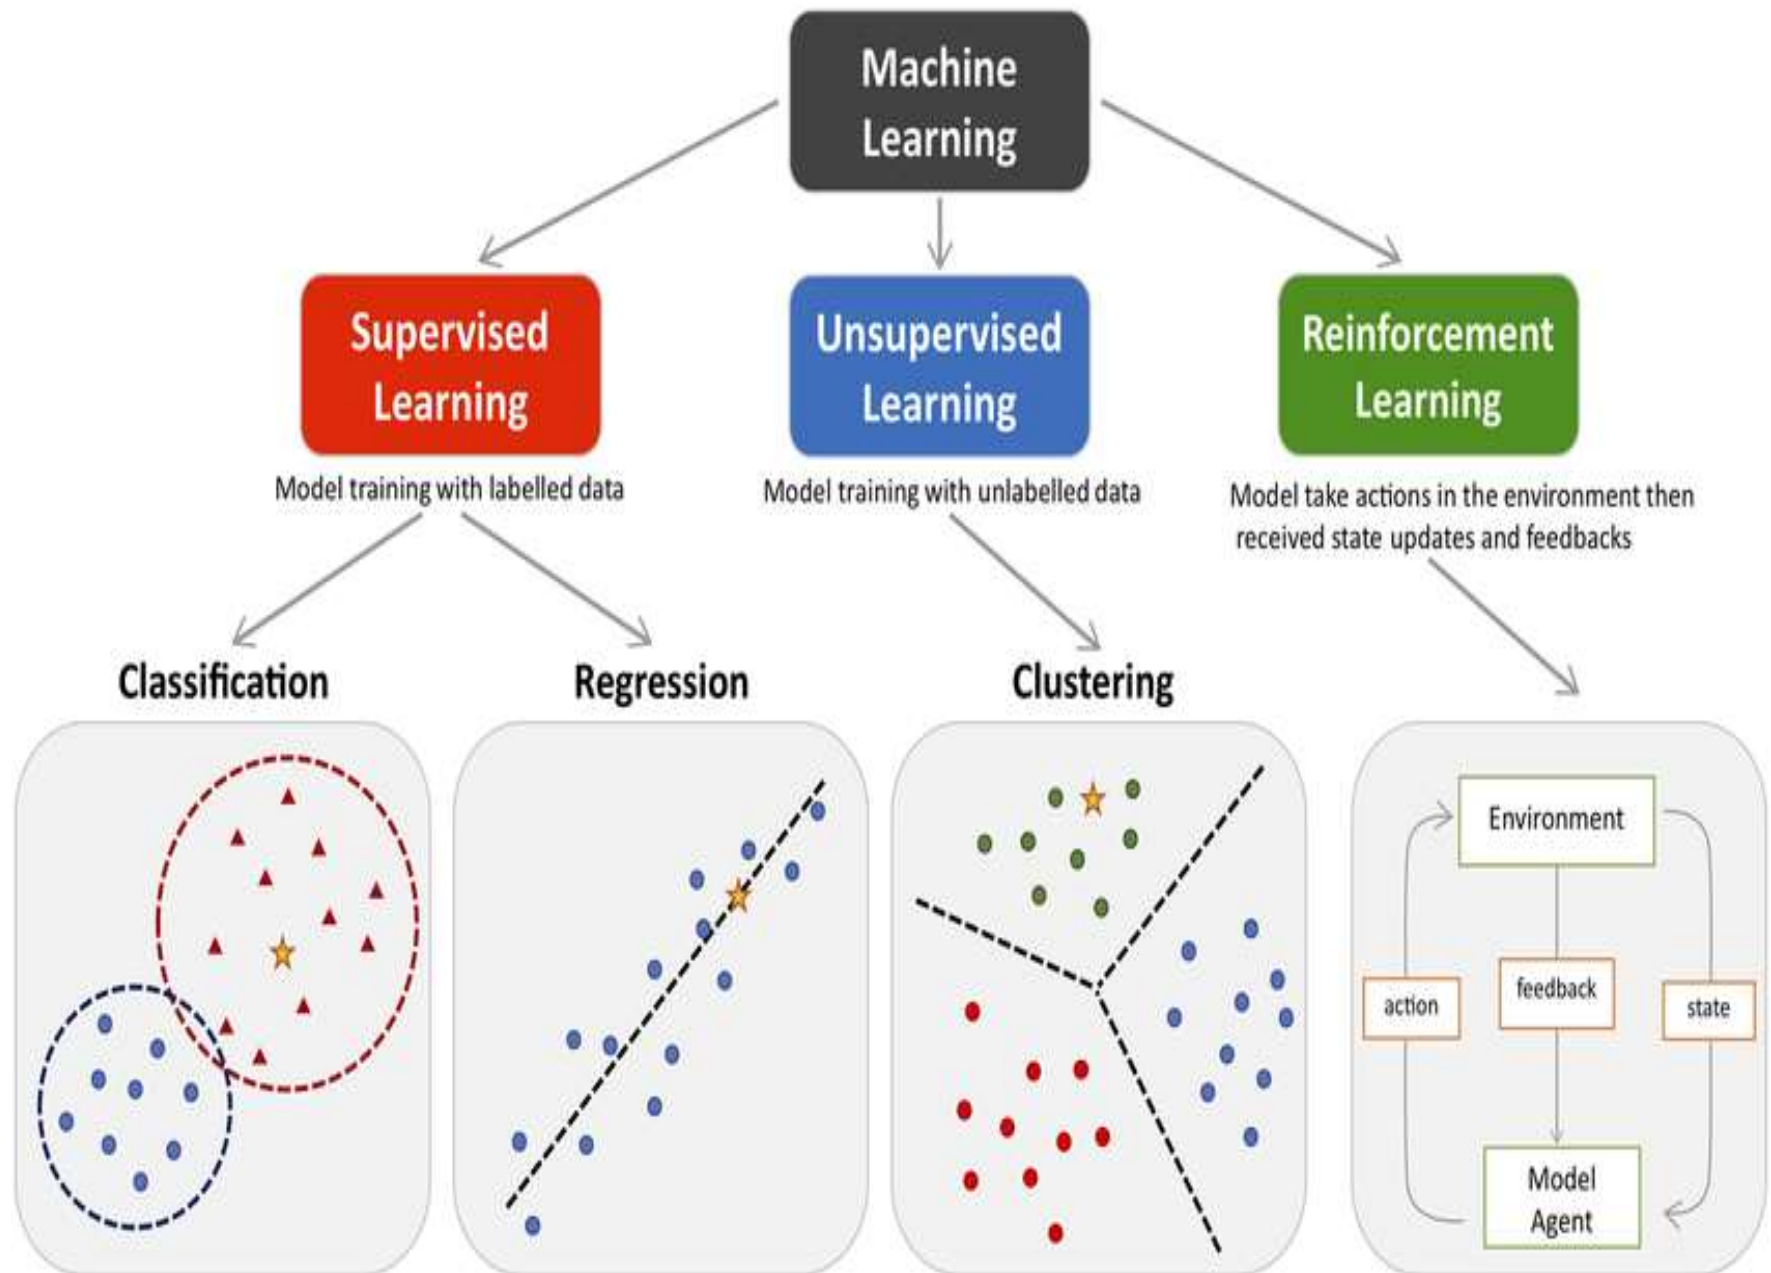 Machine
Learning
Supervised
Learning
Unsupervised
Learning
Reinforcement
Learning
Model training with labelled data
Model training with unlabelled data
Model take actions in the environment then
received state updates and feedbacks
Classification
Regression
Clustering
Environment
action
feedback
state
Model
Agent